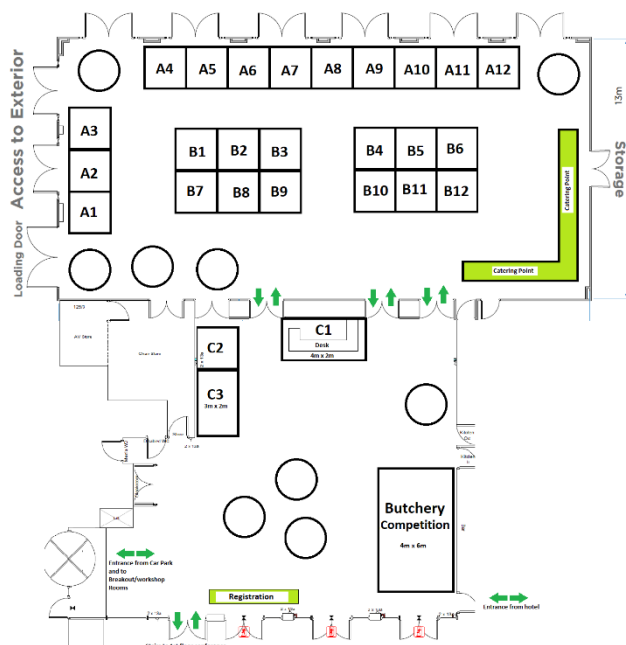 A4 A5 A6 A7 A8 A9 A10 A11 A12
13m
Access to Exterior
A3
B1 B2 B3 B4 B5 B6
Storage
A2
Catering Point
B7 B8 B9 B10 B11 B12
A1
Loading Door
Catering Point
C1
Desk
4m x 2m
C2
AV Store
Chair Store
C3
3m x 2m
Butchery
Competition
4m x 6m
Entrance from Car Park
and to
Breakout/workshop
Rooms
Registration
Entrance from hotel